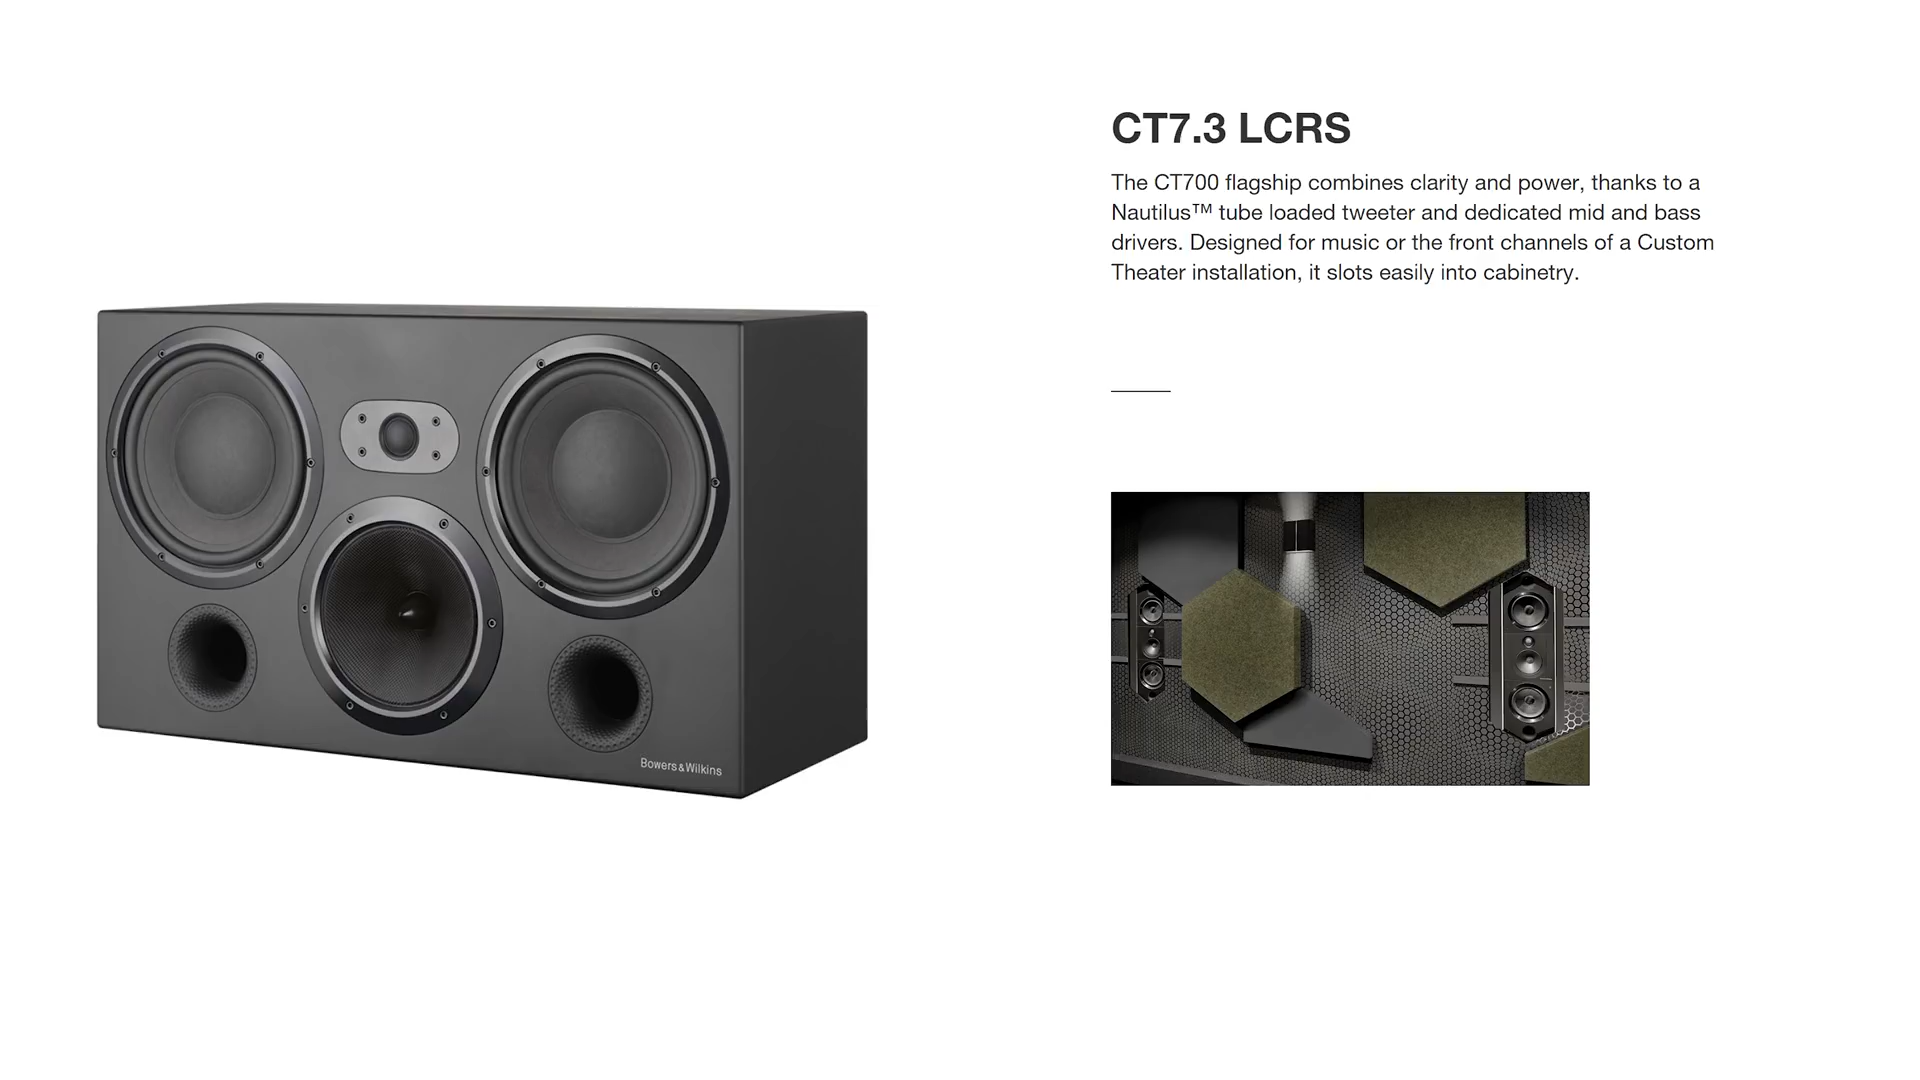 CT7.3 LCRS
The CT700 flagship combines clarity and power, thanks to a
Nautilus™ tube loaded tweeter and dedicated mid and bass
drivers. Designed for music or the front channels of a Custom
Theater installation, it slots easily into cabinetry.
Bowers & Wilkins